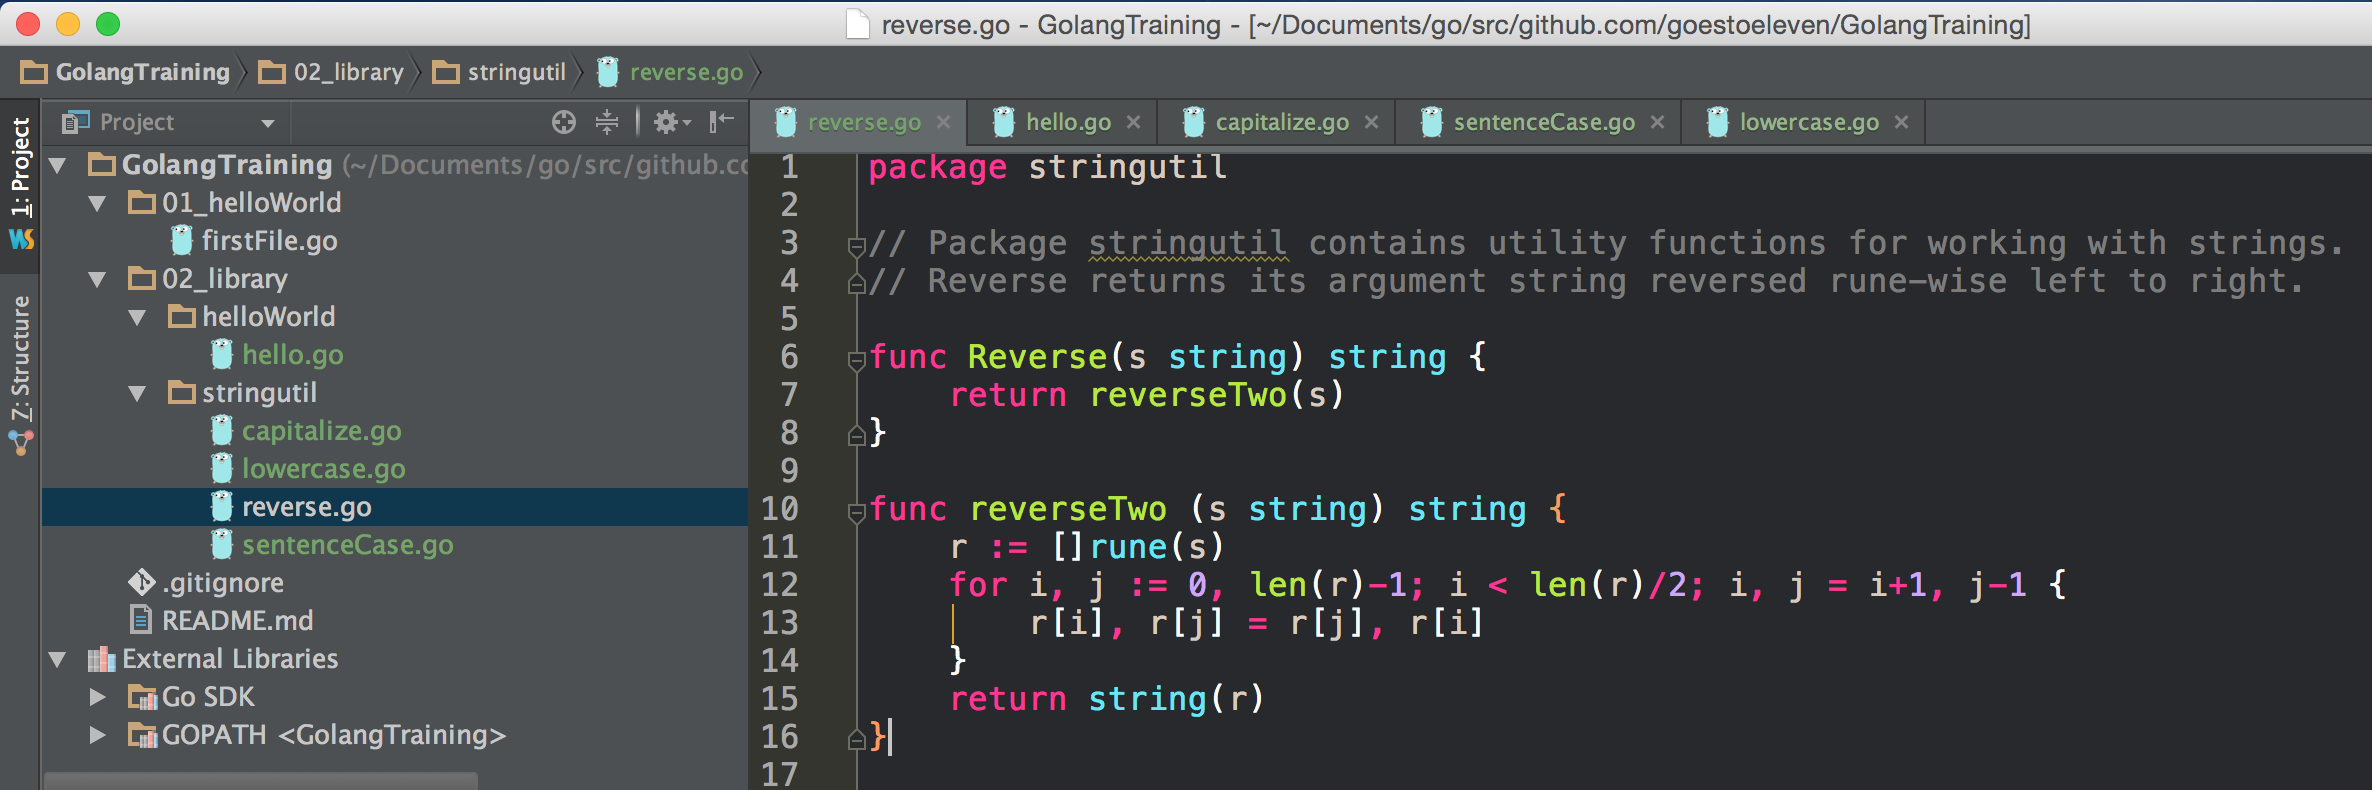 reverse.go - GolangTraining - [~/Documents/go/src/github.com/goestoeleven/GolangTraining]
GolangTraining 02_library stringutil reverse.go
1: Project
7: Structure
Project
GolangTraining (~/Documents/go/src/github.co
01_helloWorld
firstFile.go
02_library
helloWorld
hello.go
stringutil
capitalize.go
lowercase.go
reverse.go
sentenceCase.go
.gitignore
README.md
External Libraries
Go SDK
GOPATH <GolangTraining>
reverse.go hello.go capitalize.go sentenceCase.go lowercase.go
1 package stringutil
2
3 // Package stringutil contains utility functions for working with strings.
4 // Reverse returns its argument string reversed rune-wise left to right.
5
6 func Reverse(s string) string {
7     return reverseTwo(s)
8 }
9
10 func reverseTwo (s string) string {
11     r := []rune(s)
12     for i, j := 0, len(r)-1; i < len(r)/2; i, j = i+1, j-1 {
13         r[i], r[j] = r[j], r[i]
14     }
15     return string(r)
16 }
17